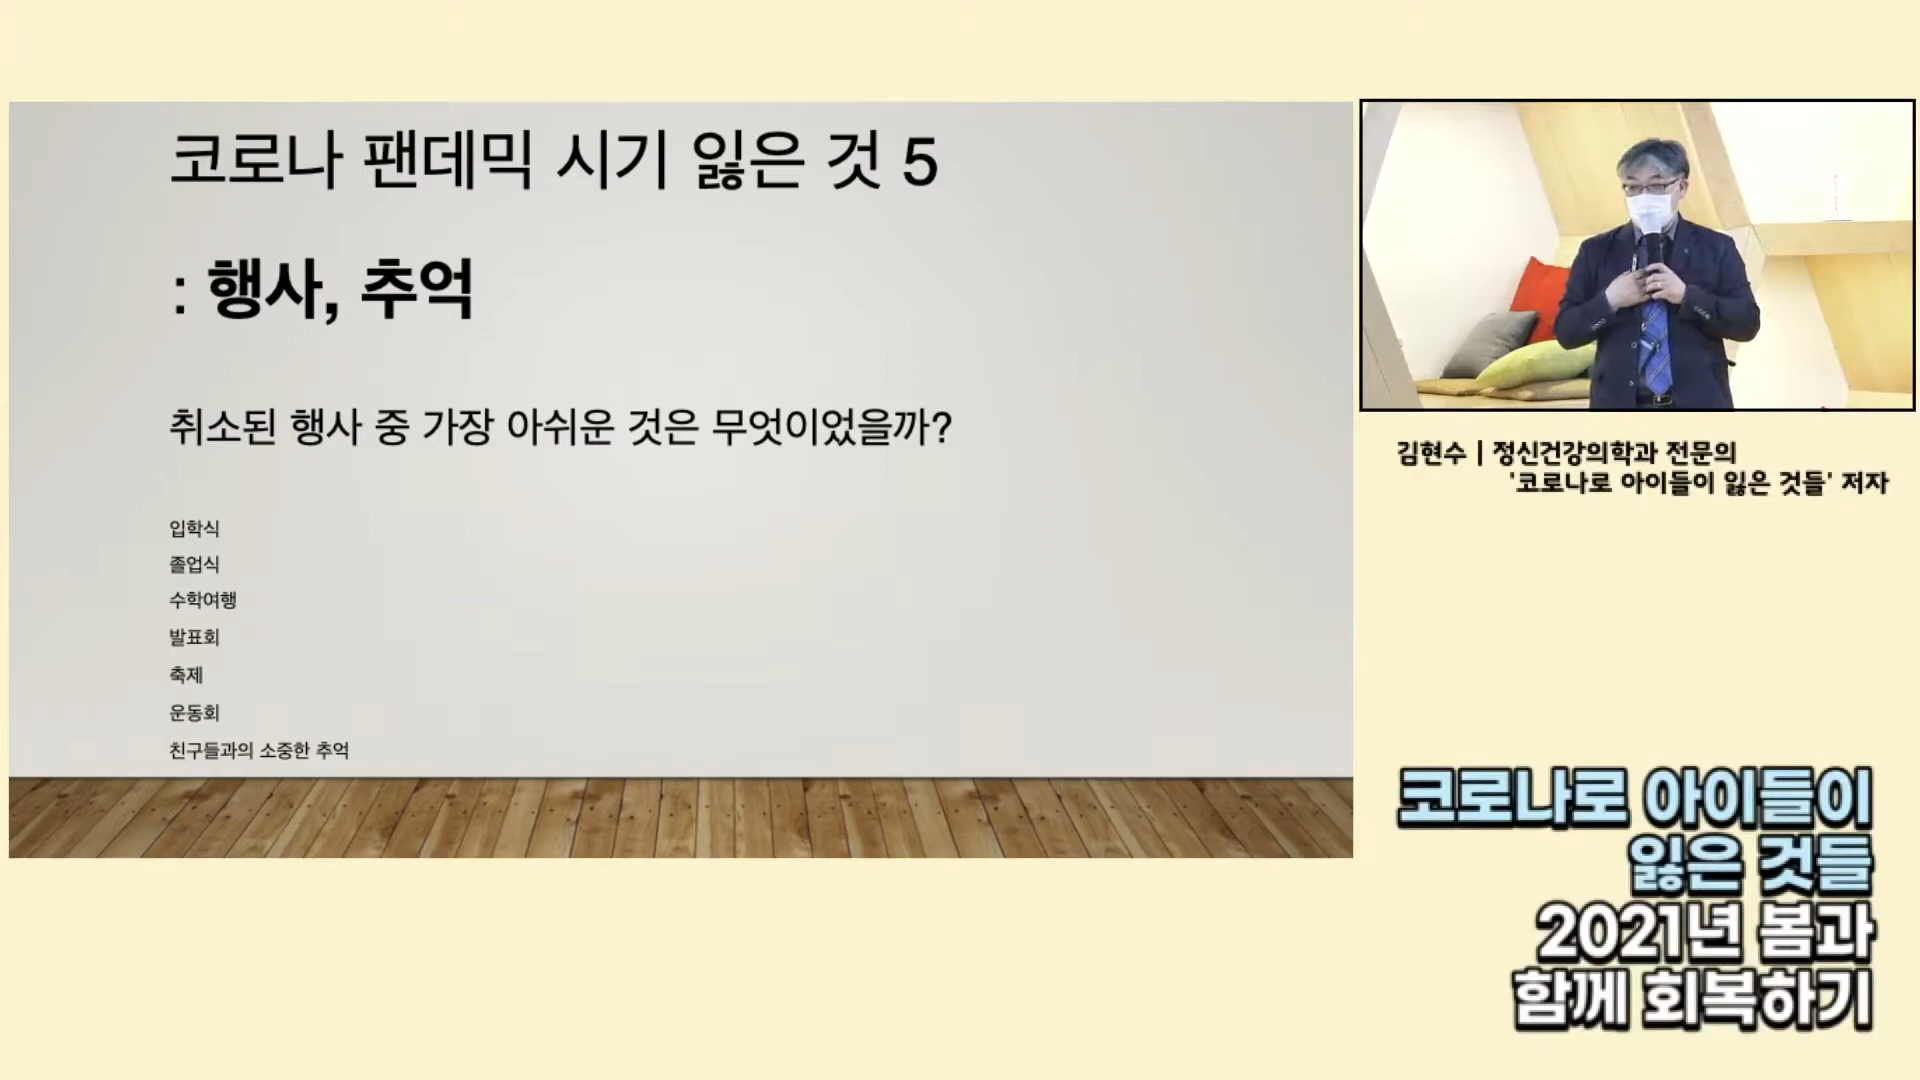 코로나 팬데믹 시기 잃은 것 5
: 행사, 추억
취소된 행사 중 가장 아쉬운 것은 무엇이었을까?
입학식
졸업식
수학여행
발표회
축제
운동회
친구들과의 소중한 추억
김현수 | 정신건강의학과 전문의
'코로나로 아이들이 잃은 것들' 저자
코로나로 아이들이
잃은 것들
2021년 봄과
함께 회복하기